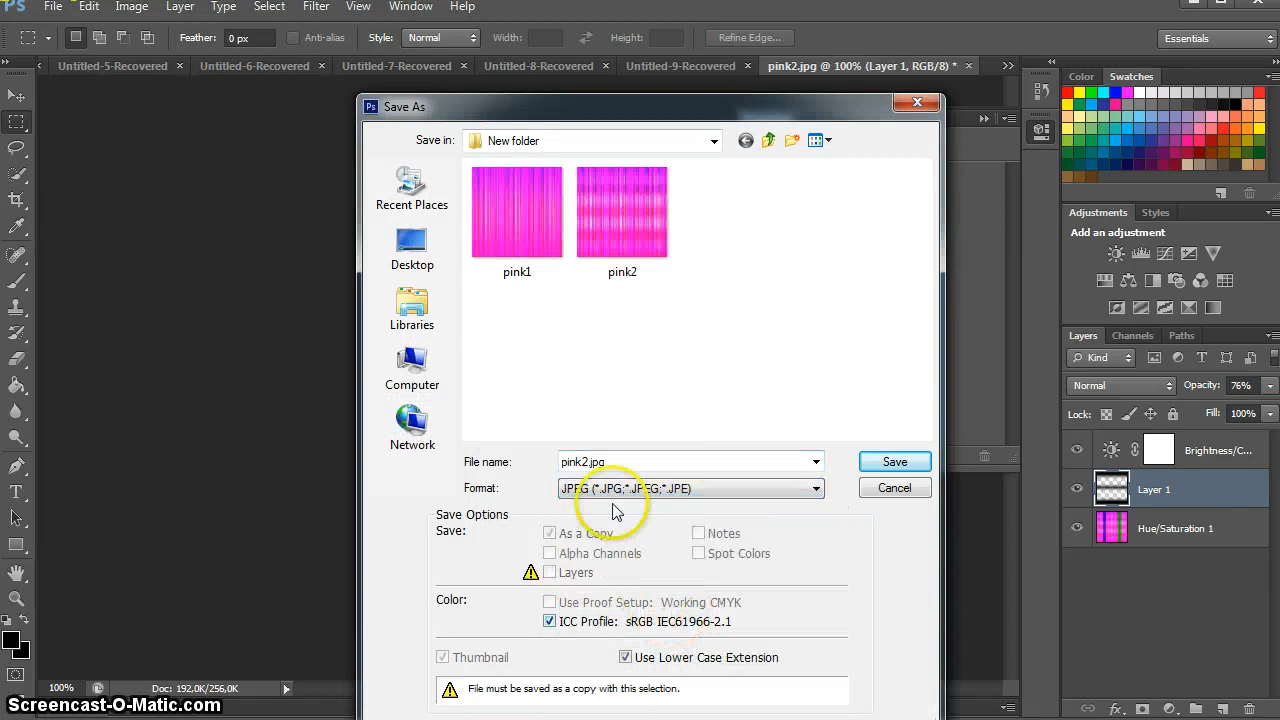 Ps File Edit Image Layer Type Select Filter View Window Help
Feather: 0 px Anti-alias Style: Normal Width: Height: Refine Edge... Essentials
Untitled-5-Recovered × Untitled-6-Recovered × Untitled-7-Recovered × Untitled-8-Recovered × Untitled-9-Recovered × pink2.jpg @ 100% (Layer 1, RGB/8) * ×
Color Swatches
Ps Save As
Save in: New folder
Recent Places
Desktop
Libraries
Computer
Network
pink1 pink2
File name: pink2.jpg Save
Format: JPEG (*.JPG;*.JPEG;*.JPE) Cancel
Save Options
Save: As a Copy Notes
Alpha Channels Spot Colors
Layers
Color: Use Proof Setup: Working CMYK
ICC Profile: sRGB IEC61966-2.1
Thumbnail Use Lower Case Extension
File must be saved as a copy with this selection.
Adjustments Styles
Add an adjustment
Layers Channels Paths
Kind
Normal Opacity: 76%
Lock: Fill: 100%
Brightness/C...
Layer 1
Hue/Saturation 1
100% Doc: 192,0K/256,0K
fx
Screencast-O-Matic.com